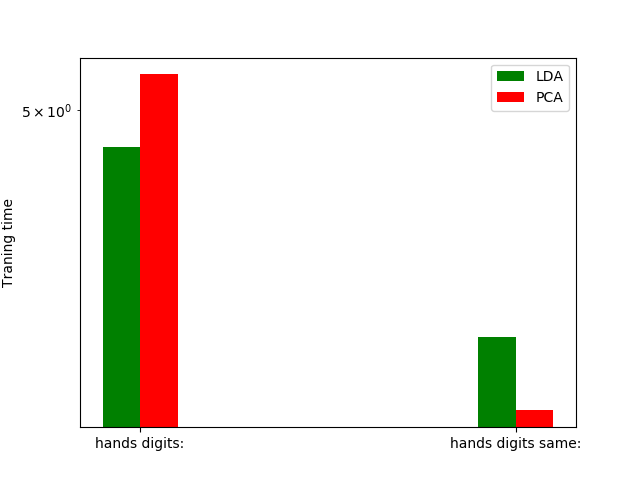 LDA
PCA
5 × 10⁰
Traning time
hands digits:
hands digits same: